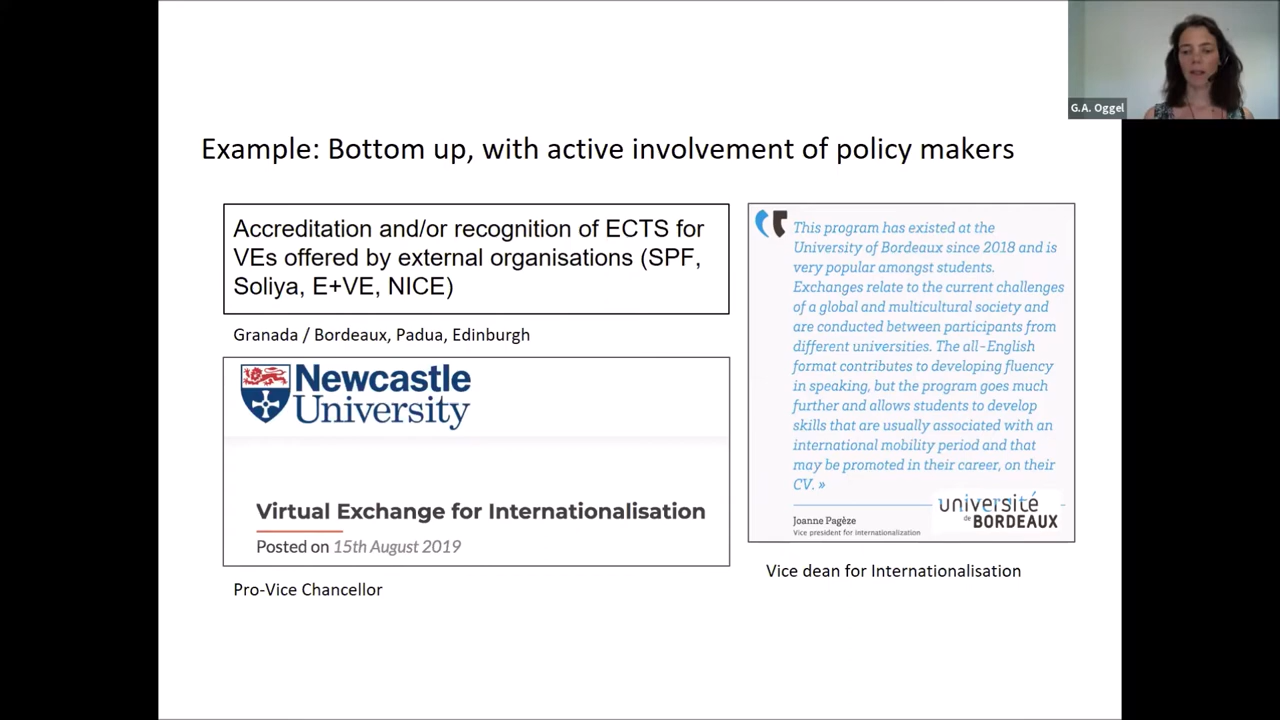 G.A. Oggel
Example: Bottom up, with active involvement of policy makers
Accreditation and/or recognition of ECTS for
VEs offered by external organisations (SPF,
Soliya, E+VE, NICE)
Granada / Bordeaux, Padua, Edinburgh
Newcastle
University
Virtual Exchange for Internationalisation
Posted on 15th August 2019
Pro-Vice Chancellor
This program has existed at the
University of Bordeaux since 2018 and is
very popular amongst students.
Exchanges relate to the current challenges
of a global and multicultural society and
are conducted between participants from
different universities. The all-English
format contributes to developing fluency
in speaking, but the program goes much
further and allows students to develop
skills that are usually associated with an
international mobility period and that
may be promoted in their career, on their
CV. »
Joanne Pagèze
Vice president for internationalization
université
de BORDEAUX
Vice dean for Internationalisation